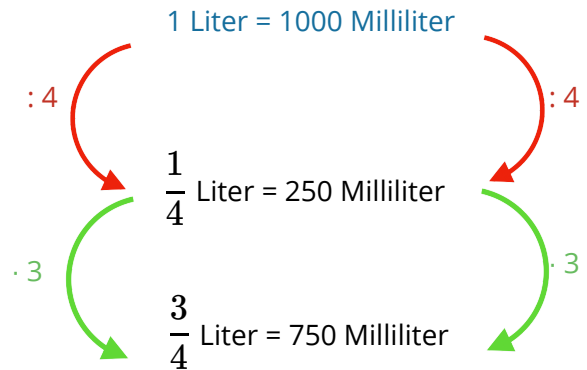 1 Liter = 1000 Milliliter
: 4 : 4
1/4 Liter = 250 Milliliter
· 3 · 3
3/4 Liter = 750 Milliliter